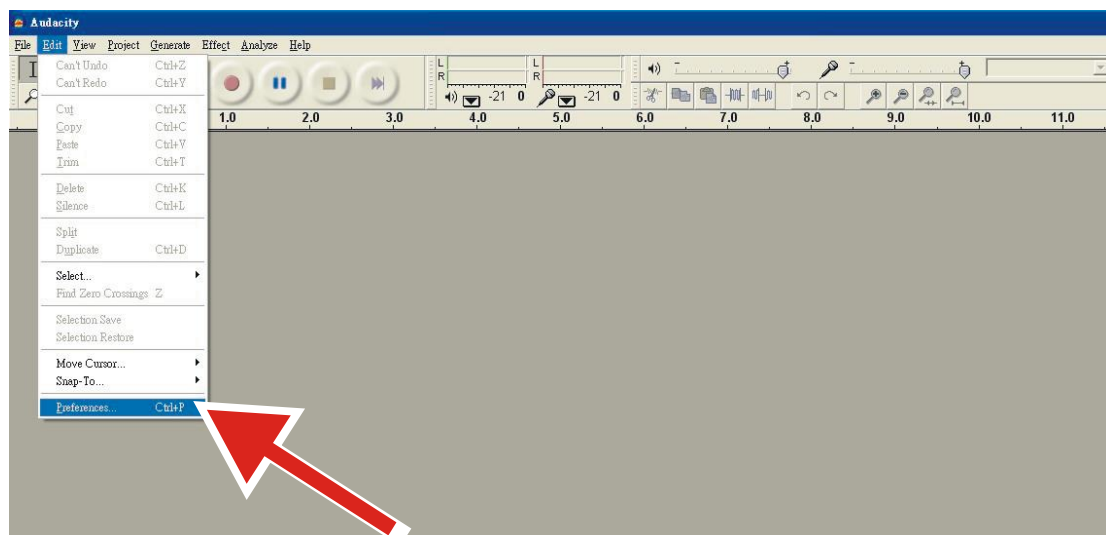 Audacity
File Edit View Project Generate Effect Analyze Help
Can't Undo Ctrl+Z
Can't Redo Ctrl+Y
Cut Ctrl+X
Copy Ctrl+C
Paste Ctrl+V
Trim Ctrl+T
Delete Ctrl+K
Silence Ctrl+L
Split
Duplicate Ctrl+D
Select...
Find Zero Crossings Z
Selection Save
Selection Restore
Move Cursor...
Snap-To...
Preferences... Ctrl+P
L L
R R
-21 0 -21 0
1.0 2.0 3.0 4.0 5.0 6.0 7.0 8.0 9.0 10.0 11.0